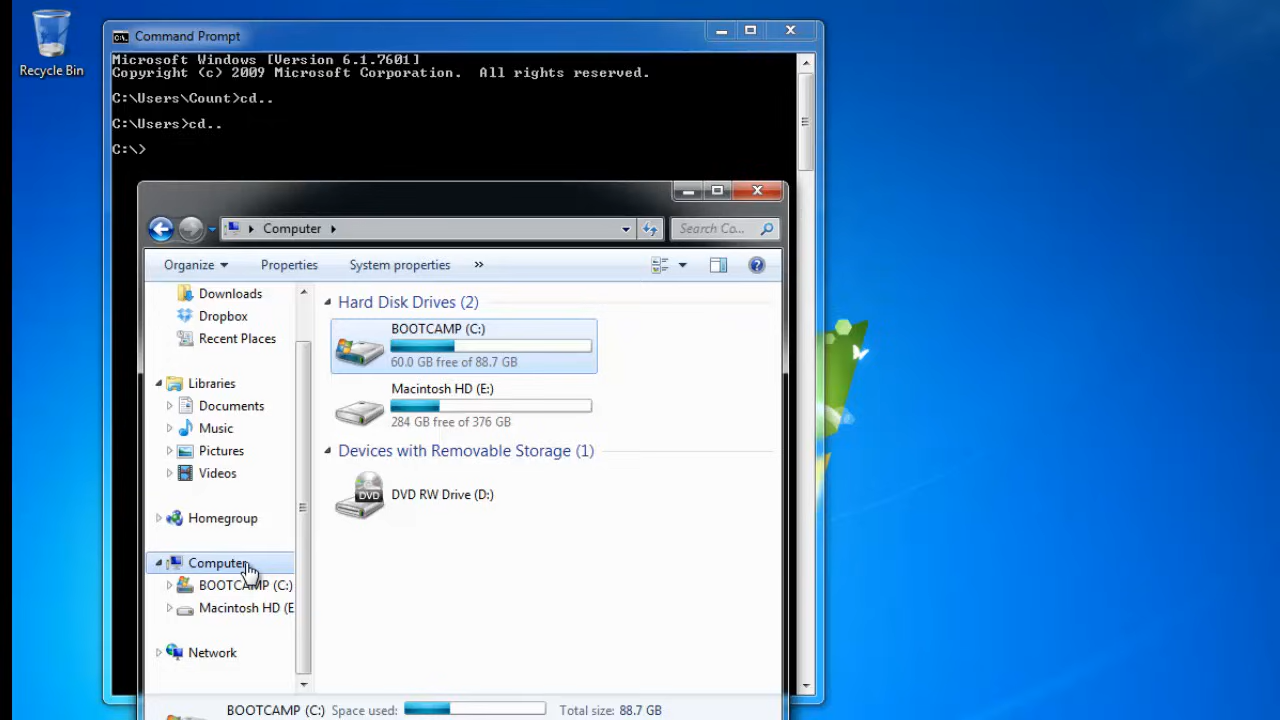 Recycle Bin
Command Prompt
Microsoft Windows [Version 6.1.7601]
Copyright (c) 2009 Microsoft Corporation.  All rights reserved.
C:\Users\Count>cd..
C:\Users>cd..
C:\>
Computer
Search Co...
Organize
Properties
System properties
»
Downloads
Dropbox
Recent Places
Libraries
Documents
Music
Pictures
Videos
Homegroup
Computer
BOOTCAMP (C:)
Macintosh HD (E
Network
Hard Disk Drives (2)
BOOTCAMP (C:)
60.0 GB free of 88.7 GB
Macintosh HD (E:)
284 GB free of 376 GB
Devices with Removable Storage (1)
DVD
DVD RW Drive (D:)
BOOTCAMP (C:) Space used: Total size: 88.7 GB